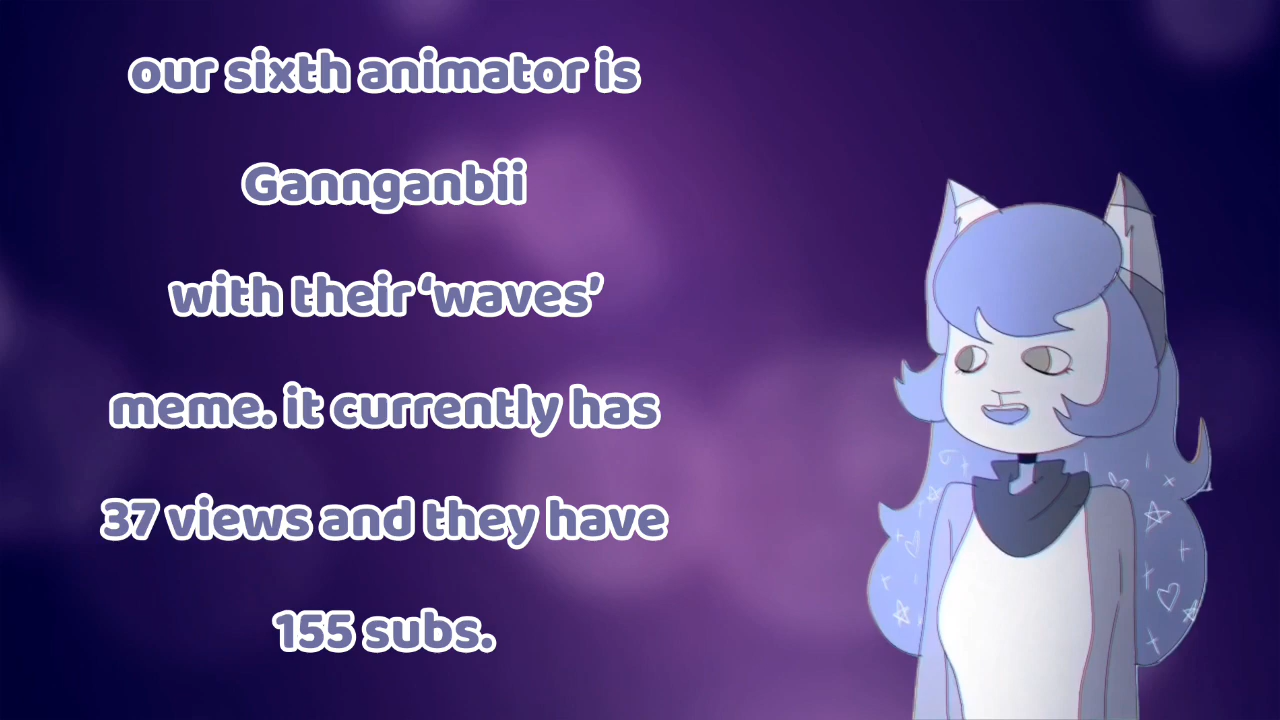 our sixth animator is
Gannganbii
with their ‘waves’
meme. it currently has
37 views and they have
155 subs.